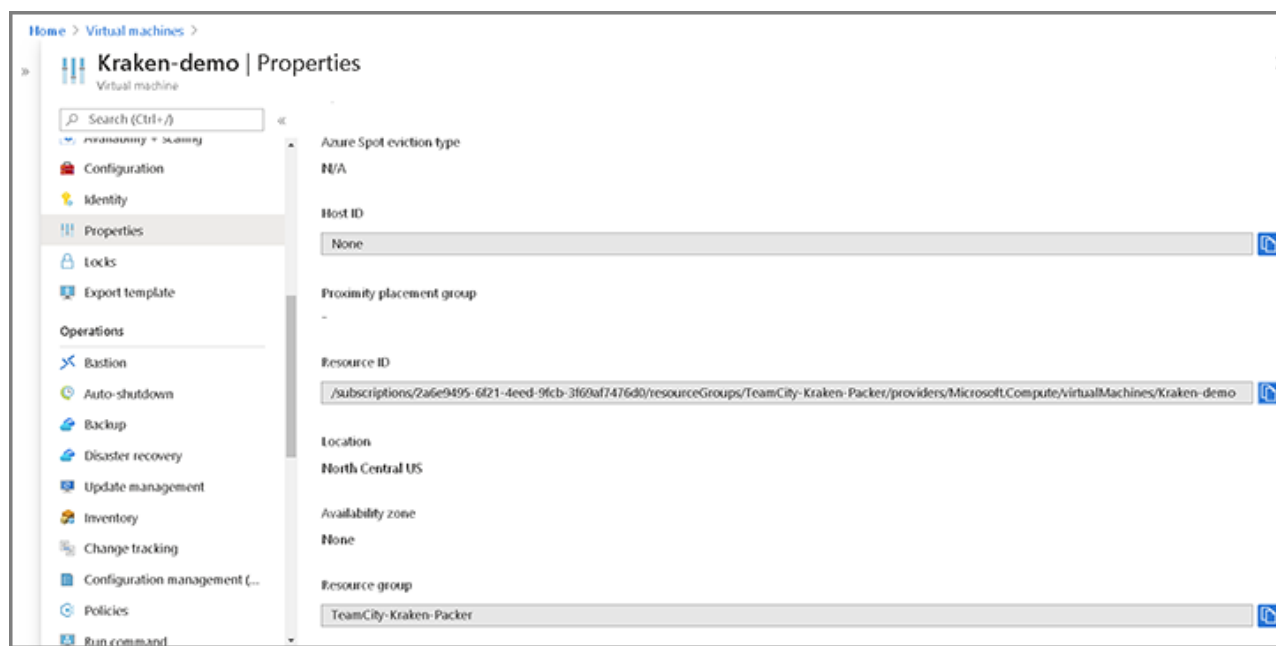 Home > Virtual machines >
Kraken-demo | Properties
Virtual machine
Search (Ctrl+/)
Availability + scaling
Configuration
Identity
Properties
Locks
Export template
Operations
Bastion
Auto-shutdown
Backup
Disaster recovery
Update management
Inventory
Change tracking
Configuration management (...
Policies
Run command
Azure Spot eviction type
N/A
Host ID
None
Proximity placement group
-
Resource ID
/subscriptions/2a6e9495-6f21-4eed-9fcb-3f69af7476d0/resourceGroups/TeamCity-Kraken-Packer/providers/Microsoft.Compute/virtualMachines/Kraken-demo
Location
North Central US
Availability zone
None
Resource group
TeamCity-Kraken-Packer